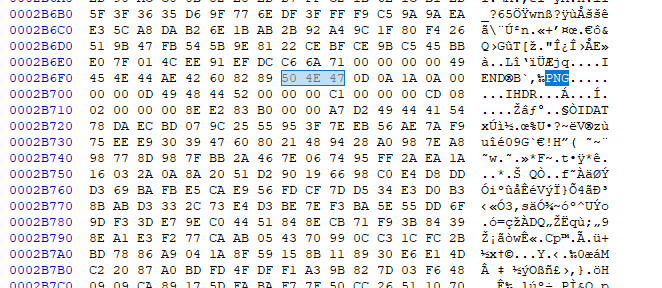 0002B6B0 5F 3F 36 35 D6 9F 77 6E DF 3F FF F9 C5 9A 9A EA _?65ÖŸwnß?ÿùÅššê
0002B6C0 E3 5C A8 DA B2 6E 1B AB 2B 92 A4 9C 1F 80 F4 26 ã\¨Ú²n.«+’¤œ.€ô&
0002B6D0 51 9B 47 FB 54 5B 9E 81 22 CE BF CE 9B C5 45 BB Q›GûT[ž."Î¿Î›ÅE»
0002B6E0 E0 7F 01 4C EE 91 EF DC C6 6A 71 00 00 00 00 49 à..Lî‘ïÜÆjq....I
0002B6F0 45 4E 44 AE 42 60 82 89 50 4E 47 0D 0A 1A 0A 00 END®B`‚‰PNG.....
0002B700 00 00 0D 49 48 44 52 00 00 00 C1 00 00 00 CD 08 ...IHDR...Á...Í.
0002B710 02 00 00 00 8E E2 83 B0 00 00 A7 D2 49 44 41 54 ....Žâƒ°..§ÒIDAT
0002B720 78 DA EC BD 07 9C 25 55 95 3F 7E EB 56 AE 7A F9 xÚì½.œ%U•?~ëV®zù
0002B730 75 EE E9 30 39 47 60 80 21 48 94 28 A0 98 7E A8 uîé09G`€!H”( ˜~¨
0002B740 98 77 8D 98 7F BB 2A 46 7E 06 74 95 FF 2A EA 1A ˜w.˜.»*F~.t•ÿ*ê.
0002B750 16 03 2A 0A 8A 20 51 D2 90 19 66 98 C0 E4 D8 DD ..*.Š QÒ..f˜ÀäØÝ
0002B760 D3 69 BA FB E5 CA E9 56 FD CF 7D D5 34 E3 D0 B3 ÓiºûåÊéVýÏ}Õ4ãÐ³
0002B770 8B AB D3 33 2C 73 E4 D3 BE 7E F3 BA 5E 55 DD 6F ‹«Ó3,säÓ¾~óº^UÝo
0002B780 9D F3 3D E7 9E C0 44 51 84 8E CB 71 F9 3B 84 39 .ó=çžÀDQ„ŽËqù;„9
0002B790 8E A1 E3 F2 77 CA AB 05 43 70 99 0C C3 1C FC 2B Ž¡ãòwÊ«.Cp™.Ã.ü+
0002B7A0 BD 78 86 A9 04 1A 8F 59 15 8B 11 89 30 E6 E1 4D ½x†©...Y.‹.‰0æáM
0002B7B0 C2 20 87 A0 BD FD 4F DF F1 A3 9B 82 7D 03 F6 48 Â ‡ ½ýOßñ£›‚}.öH